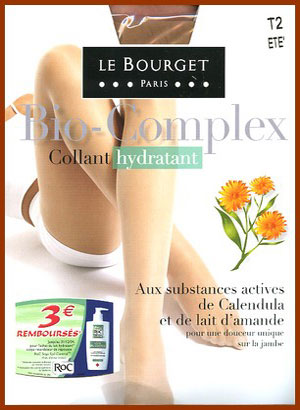 T2
ETE'
LE BOURGET
PARIS
Bio-Complex
Collant hydratant
Aux substances actives
de Calendula
et de lait d'amande
pour une douceur unique
sur la jambe
3€
REMBOURSÉS
RoC